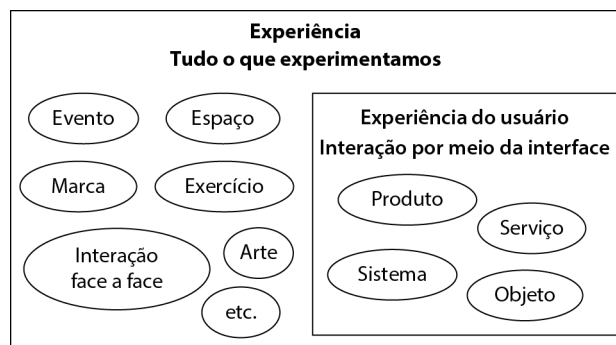 Experiência
Tudo o que experimentamos
Evento
Espaço
Marca
Exercício
Interação
face a face
Arte
etc.
Experiência do usuário
Interação por meio da interface
Produto
Serviço
Sistema
Objeto